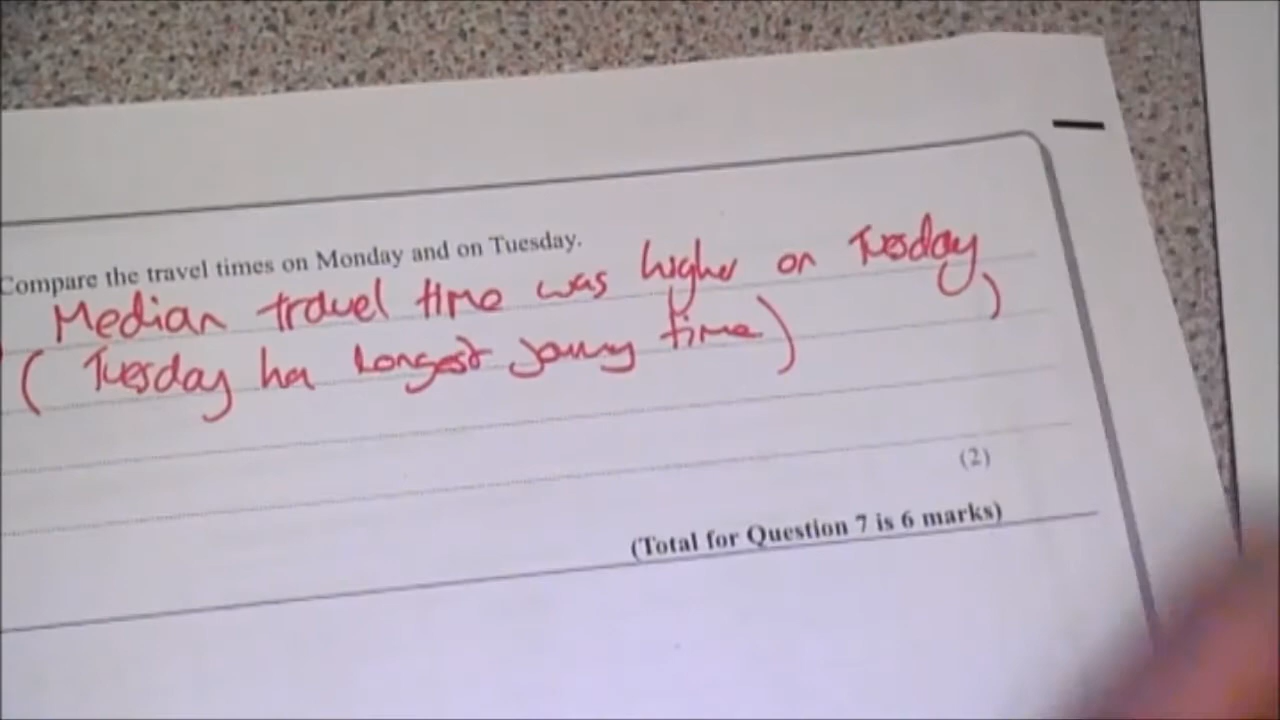 Compare the travel times on Monday and on Tuesday.
Median travel time was higher on Tuesday,
( Tuesday has longest journey time )
(2)
(Total for Question 7 is 6 marks)